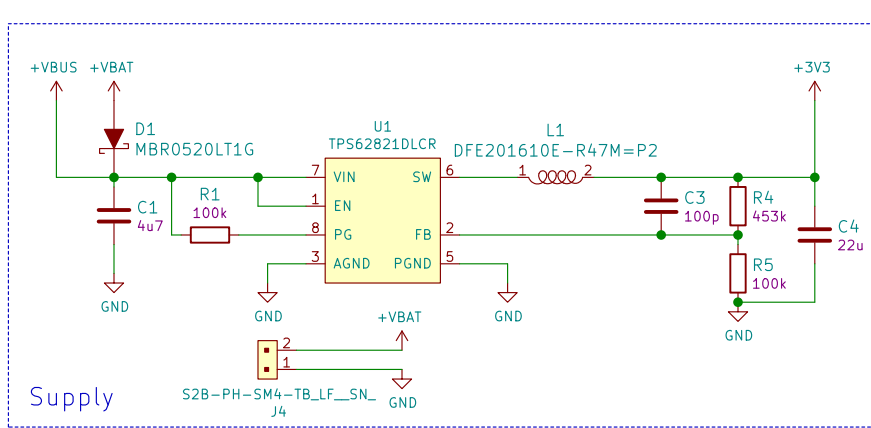 +VBUS
+VBAT
+3V3
D1
MBR0520LT1G
U1
TPS62821DLCR
L1
DFE201610E-R47M=P2
7
VIN
SW
6
1
2
1
EN
R1
100k
C1
4u7
8
PG
FB
2
3
AGND
PGND
5
C3
100p
R4
453k
C4
22u
R5
100k
GND
GND
GND
GND
+VBAT
2
1
S2B-PH-SM4-TB_LF__SN_
J4
GND
Supply